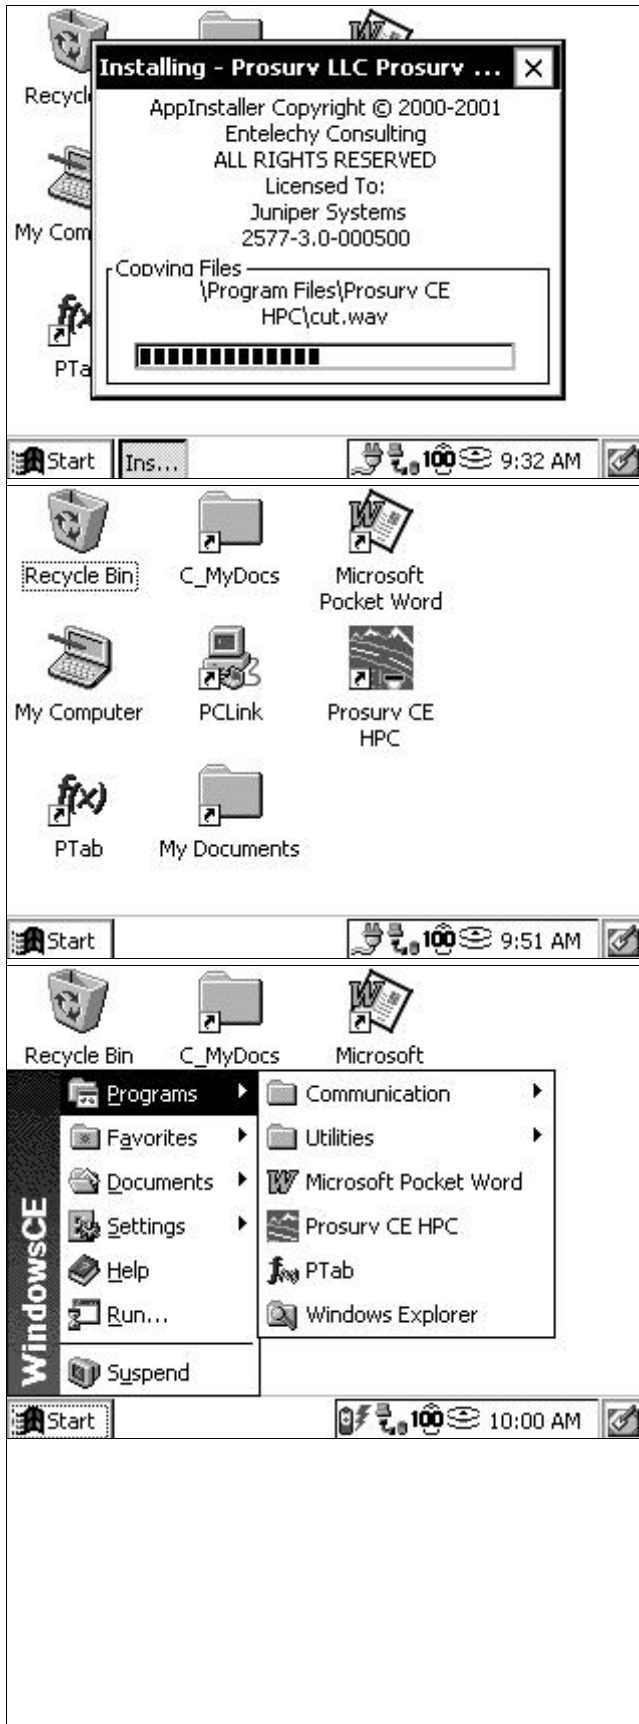 Installing - Prosurv LLC Prosurv ...
Recycl
AppInstaller Copyright © 2000-2001
Entelechy Consulting
ALL RIGHTS RESERVED
Licensed To:
Juniper Systems
2577-3.0-000500
My Com
Copying Files
\Program Files\Prosurv CE
HPC\cut.wav
PTa
Start
Ins...
100
9:32 AM
Recycle Bin
C_MyDocs
Microsoft
Pocket Word
My Computer
PCLink
Prosurv CE
HPC
f(x)
PTab
My Documents
Start
100
9:51 AM
Recycle Bin
C_MyDocs
Microsoft
WindowsCE
Programs
Favorites
Documents
Settings
Help
Run...
Suspend
Communication
Utilities
Microsoft Pocket Word
Prosurv CE HPC
PTab
Windows Explorer
Start
100
10:00 AM